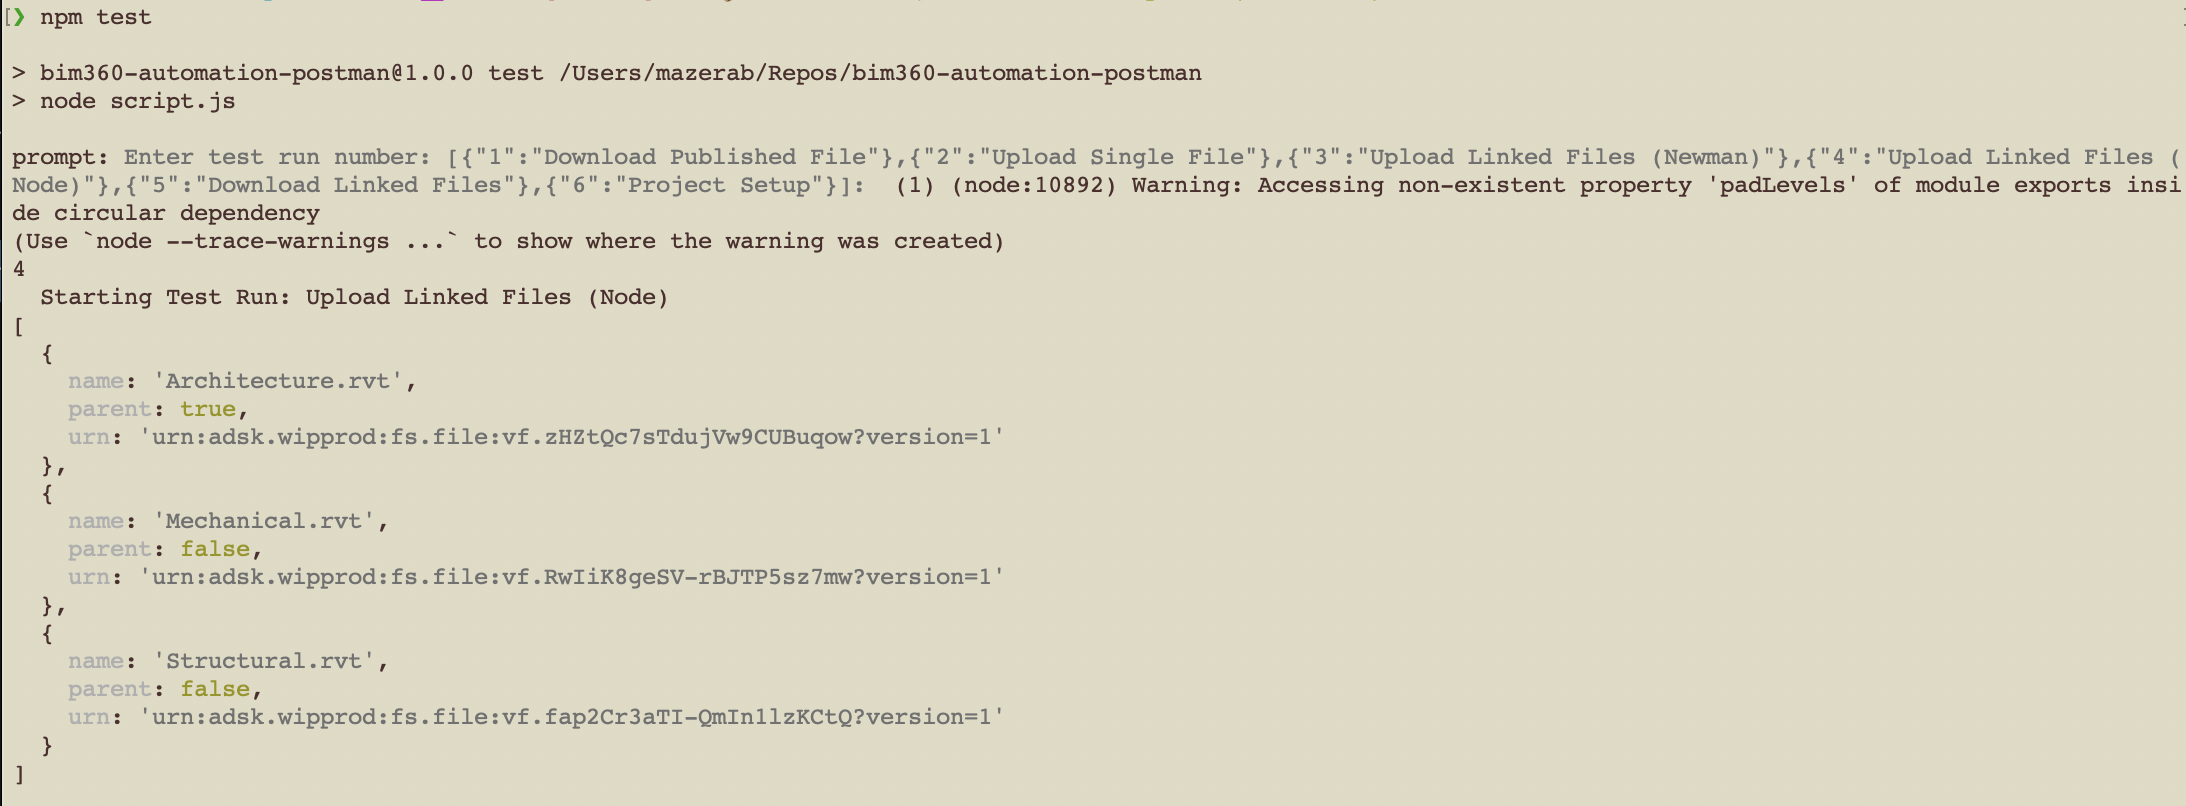 ❯ npm test
> bim360-automation-postman@1.0.0 test /Users/mazerab/Repos/bim360-automation-postman
> node script.js
prompt: Enter test run number: [{"1":"Download Published File"},{"2":"Upload Single File"},{"3":"Upload Linked Files (Newman)"},{"4":"Upload Linked Files (
Node)"},{"5":"Download Linked Files"},{"6":"Project Setup"}]:  (1) (node:10892) Warning: Accessing non-existent property 'padLevels' of module exports insi
de circular dependency
(Use `node --trace-warnings ...` to show where the warning was created)
4
  Starting Test Run: Upload Linked Files (Node)
[
  {
    name: 'Architecture.rvt',
    parent: true,
    urn: 'urn:adsk.wipprod:fs.file:vf.zHZtQc7sTdujVw9CUBuqow?version=1'
  },
  {
    name: 'Mechanical.rvt',
    parent: false,
    urn: 'urn:adsk.wipprod:fs.file:vf.RwIiK8geSV-rBJTP5sz7mw?version=1'
  },
  {
    name: 'Structural.rvt',
    parent: false,
    urn: 'urn:adsk.wipprod:fs.file:vf.fap2Cr3aTI-QmIn1lzKCtQ?version=1'
  }
]